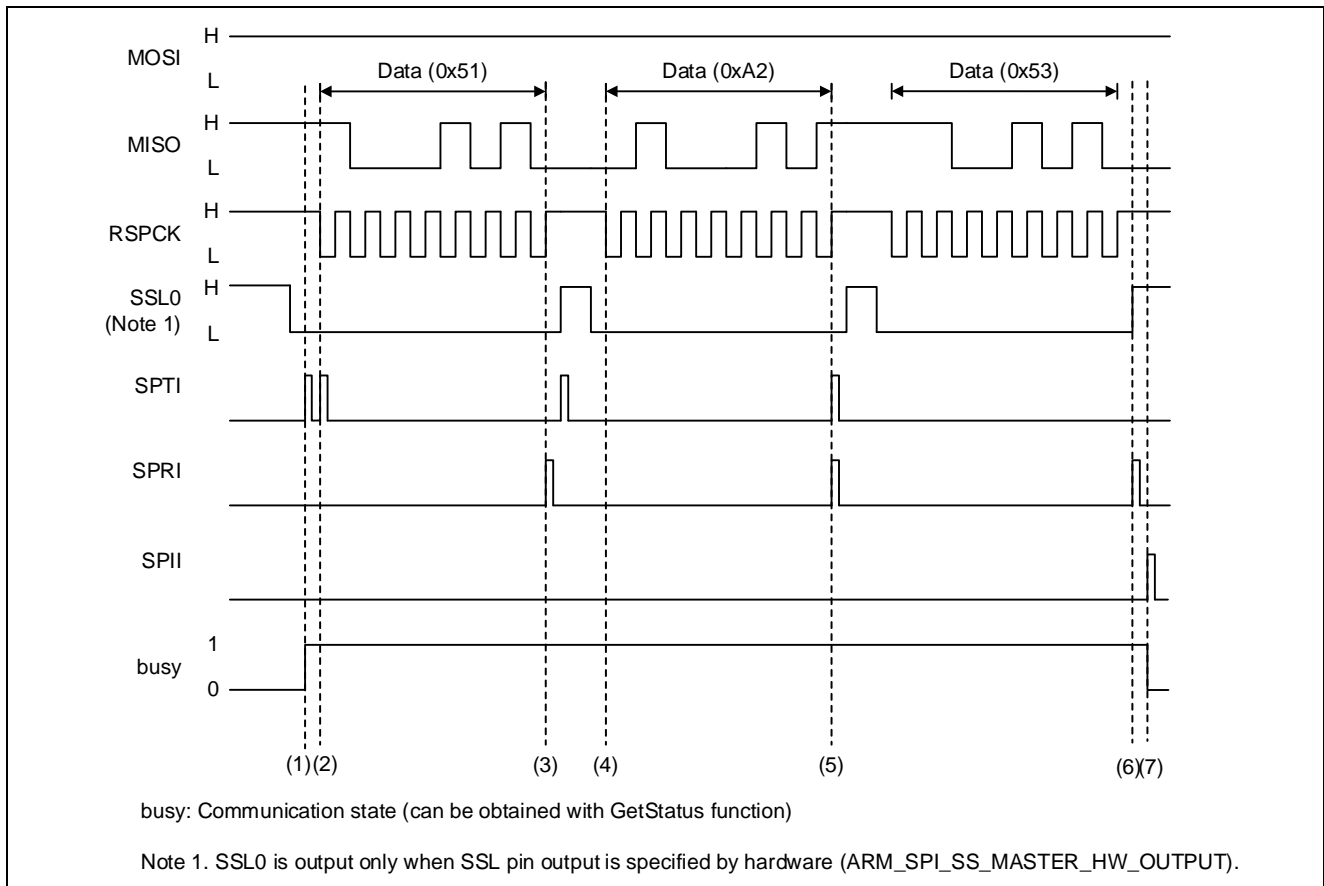 MOSI
H
L
Data (0x51)
Data (0xA2)
Data (0x53)
MISO
H
L
RSPCK
H
L
SSL0
(Note 1)
H
L
SPTI
SPRI
SPII
busy
1
0
(1)(2) (3) (4) (5) (6)(7)
busy: Communication state (can be obtained with GetStatus function)
Note 1. SSL0 is output only when SSL pin output is specified by hardware (ARM_SPI_SS_MASTER_HW_OUTPUT).